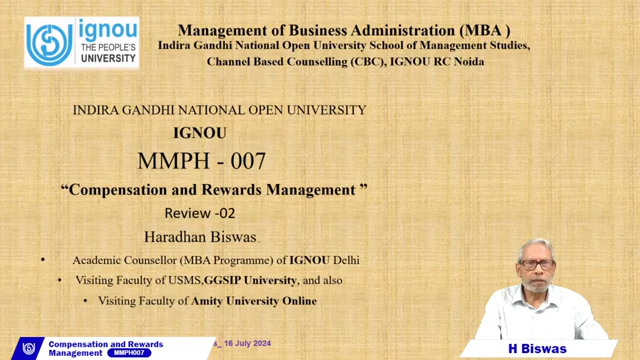 ignou
THE PEOPLE'S
UNIVERSITY
Management of Business Administration (MBA )
Indira Gandhi National Open University School of Management Studies,
Channel Based Counselling (CBC), IGNOU RC Noida
INDIRA GANDHI NATIONAL OPEN UNIVERSITY
IGNOU
MMPH - 007
“Compensation and Rewards Management ”
Review -02
Haradhan Biswas
• Academic Counsellor (MBA Programme) of IGNOU Delhi
• Visiting Faculty of USMS,GGSIP University, and also
• Visiting Faculty of Amity University Online
Compensation and Rewards
Management MMPH007
16 July 2024
H Biswas